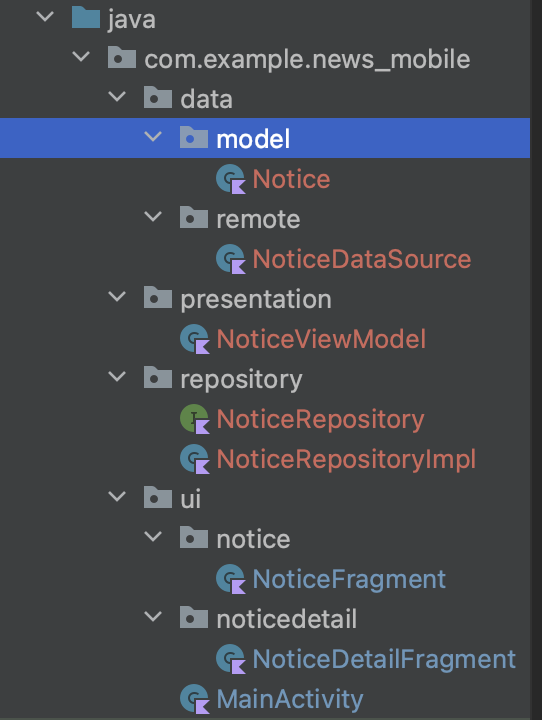 java
com.example.news_mobile
data
model
Notice
remote
NoticeDataSource
presentation
NoticeViewModel
repository
NoticeRepository
NoticeRepositoryImpl
ui
notice
NoticeFragment
noticedetail
NoticeDetailFragment
MainActivity